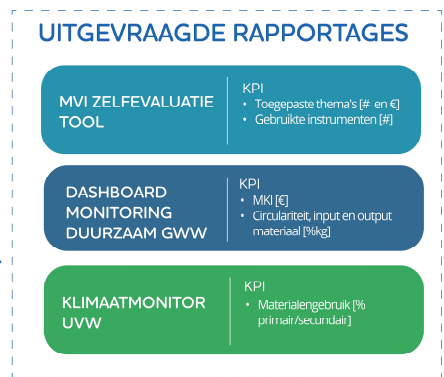 UITGEVRAAGDE RAPPORTAGES
MVI ZELFEVALUATIE
TOOL
KPI
• Toegepaste thema's [# en €]
• Gebruikte instrumenten [#]
DASHBOARD
MONITORING
DUURZAAM GWW
KPI
• MKI [€]
• Circulariteit, input en output
materiaal [%kg]
KLIMAATMONITOR
UVW
KPI
• Materialengebruik [%
primair/secundair]